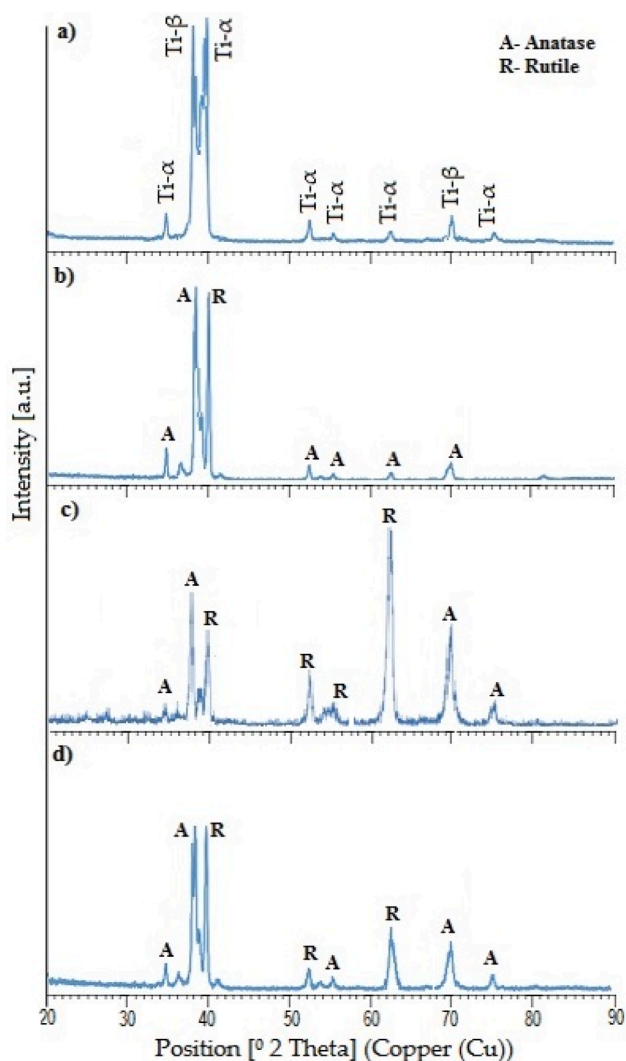 a)
Ti-β
Ti-α
A- Anatase
R- Rutile
Ti-α
Ti-α
Ti-α
Ti-α
Ti-β
Ti-α
b)
A
R
A
A
A
A
A
c)
R
A
R
A
A
R
R
A
d)
A
R
R
A
A
R
A
A
20
30
40
50
60
70
80
90
Intensity [a.u.]
Position [⁰ 2 Theta] (Copper (Cu))